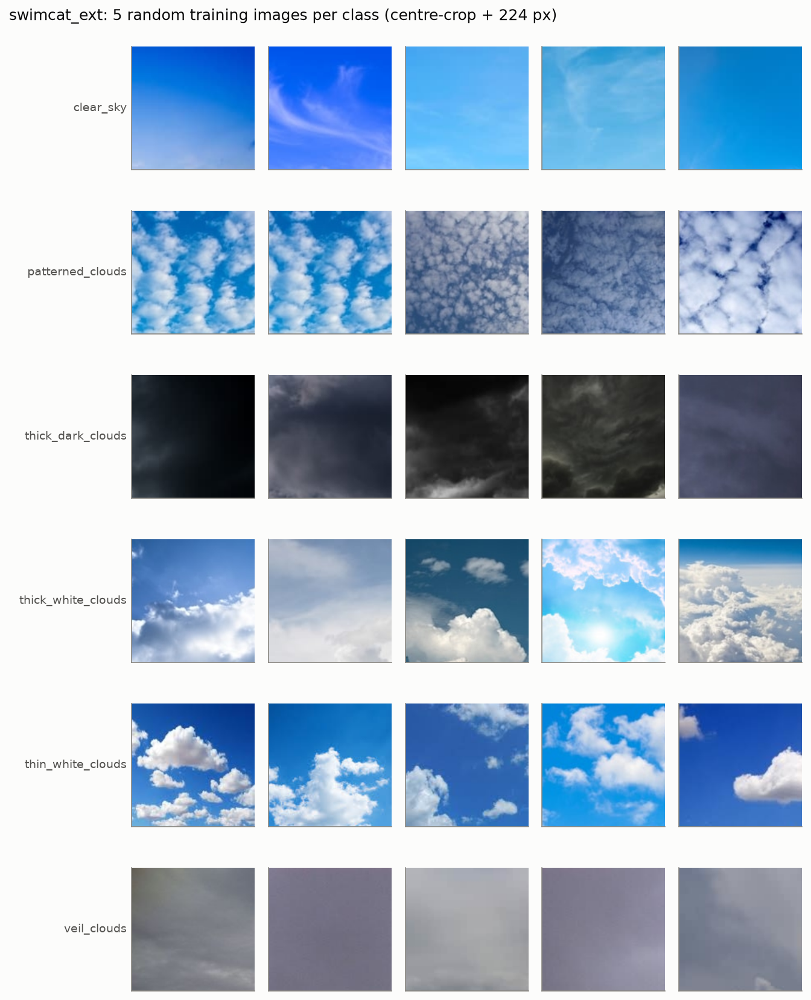 swimcat_ext: 5 random training images per class (centre-crop + 224 px)
clear_sky
patterned_clouds
thick_dark_clouds
thick_white_clouds
thin_white_clouds
veil_clouds